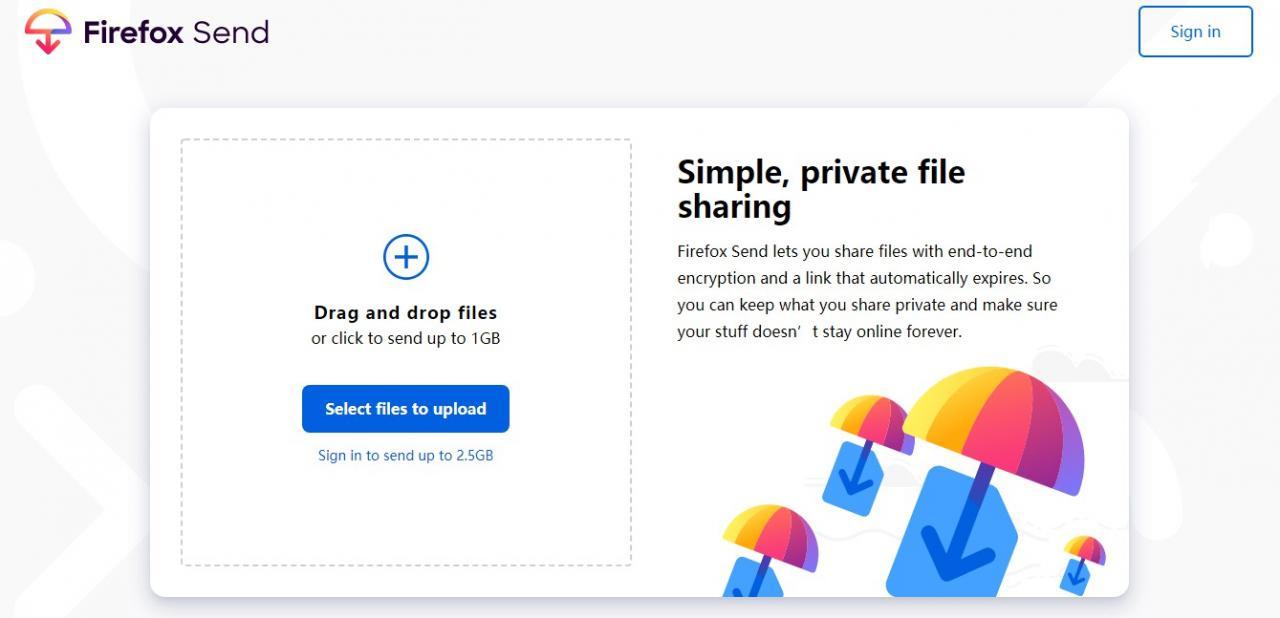 Firefox Send
Sign in
Drag and drop files
or click to send up to 1GB
Select files to upload
Sign in to send up to 2.5GB
Simple, private file
sharing
Firefox Send lets you share files with end-to-end
encryption and a link that automatically expires. So
you can keep what you share private and make sure
your stuff doesn’t stay online forever.